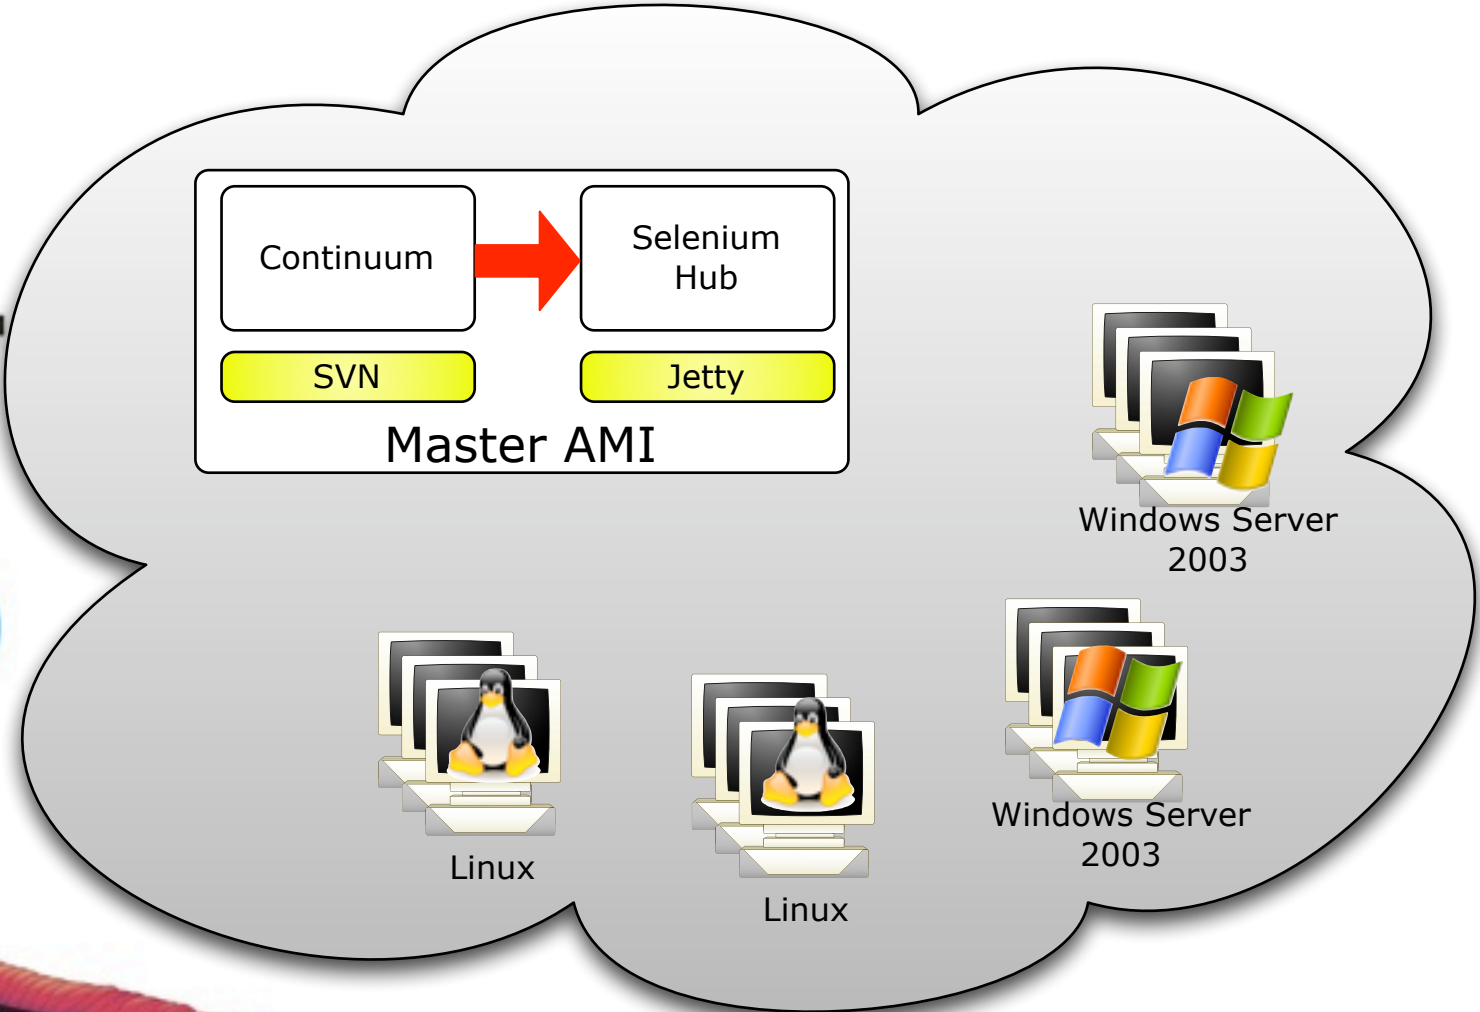 Continuum
Selenium
Hub
SVN
Jetty
Master AMI
Windows Server
2003
Windows Server
2003
Linux
Linux